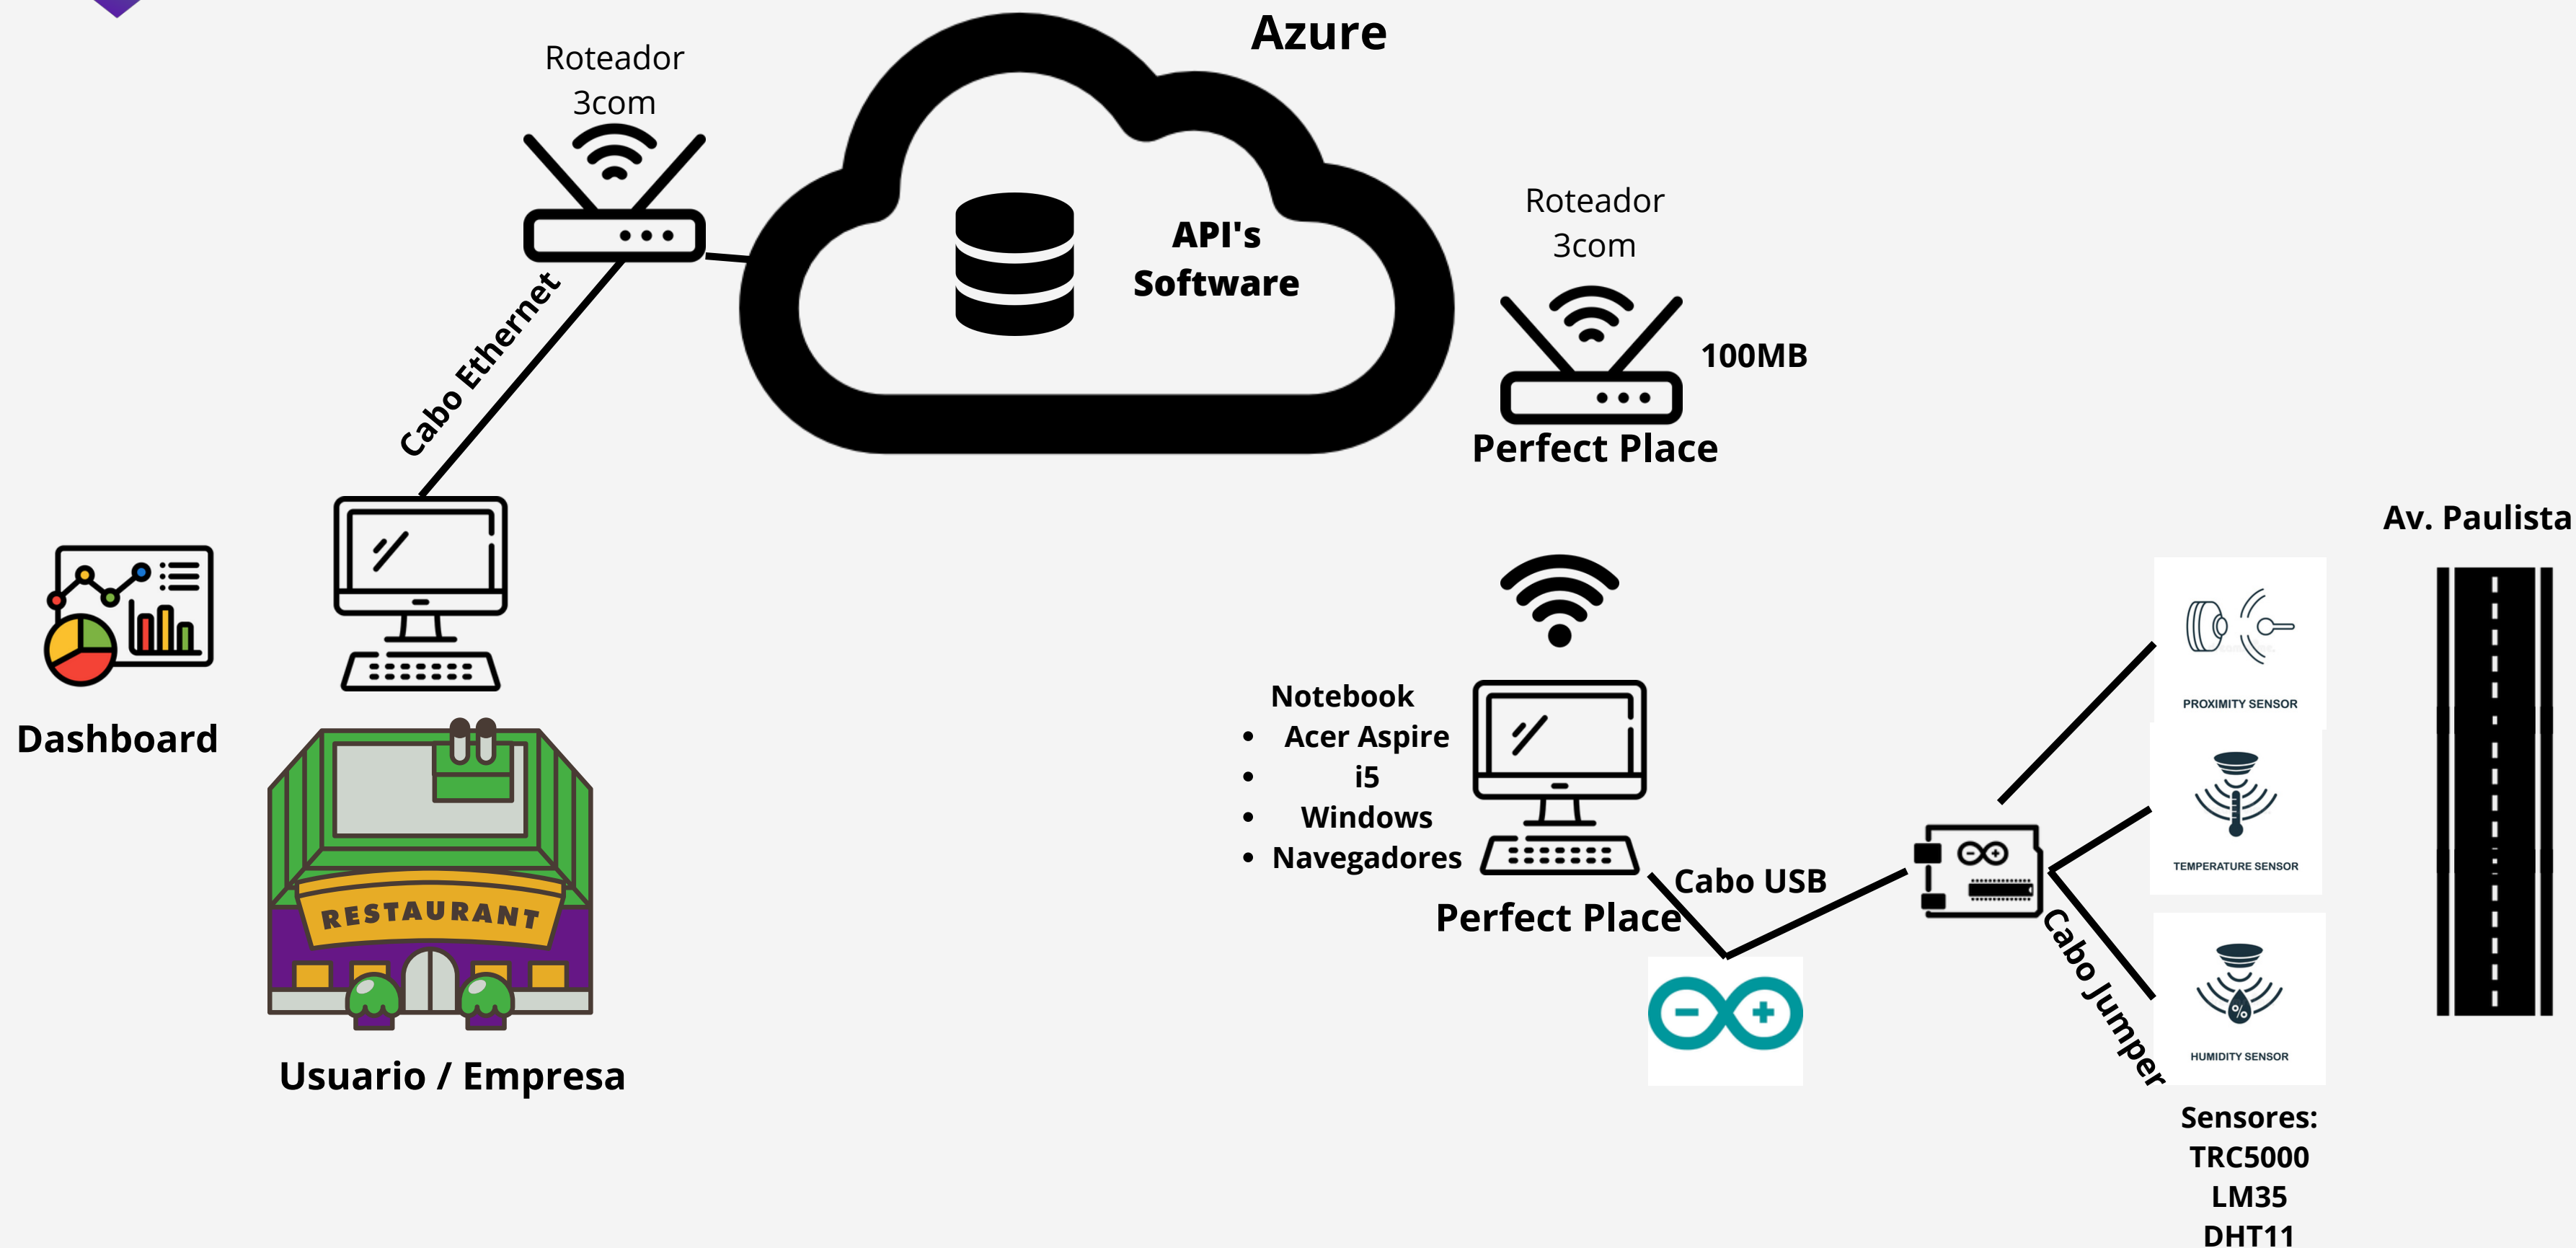 Azure
Roteador
3com
API's
Software
Roteador
3com
100MB
Perfect Place
Cabo Ethernet
Av. Paulista
Dashboard
RESTAURANT
Usuario / Empresa
Notebook
• Acer Aspire
• i5
• Windows
• Navegadores
Perfect Place
Cabo USB
Cabo Jumper
PROXIMITY SENSOR
TEMPERATURE SENSOR
%
HUMIDITY SENSOR
Sensores:
TRC5000
LM35
DHT11